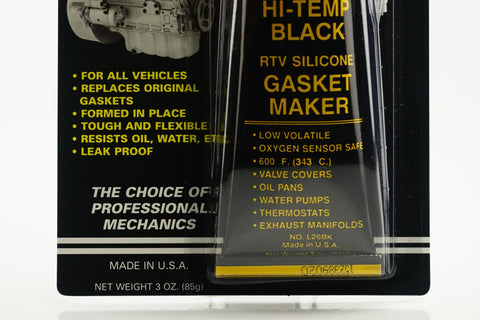 HI-TEMP
BLACK
RTV SILICONE
GASKET
MAKER
• LOW VOLATILE
• OXYGEN SENSOR SAFE
• 600 F. (343 C.)
• VALVE COVERS
• OIL PANS
• WATER PUMPS
• THERMOSTATS
• EXHAUST MANIFOLDS
NO. L26BK
Made in U.S.A.
• FOR ALL VEHICLES
• REPLACES ORIGINAL
GASKETS
• FORMED IN PLACE
• TOUGH AND FLEXIBLE
• RESISTS OIL, WATER, ETC.
• LEAK PROOF
THE CHOICE OF
PROFESSIONAL
MECHANICS
MADE IN U.S.A.
NET WEIGHT 3 OZ. (85g)